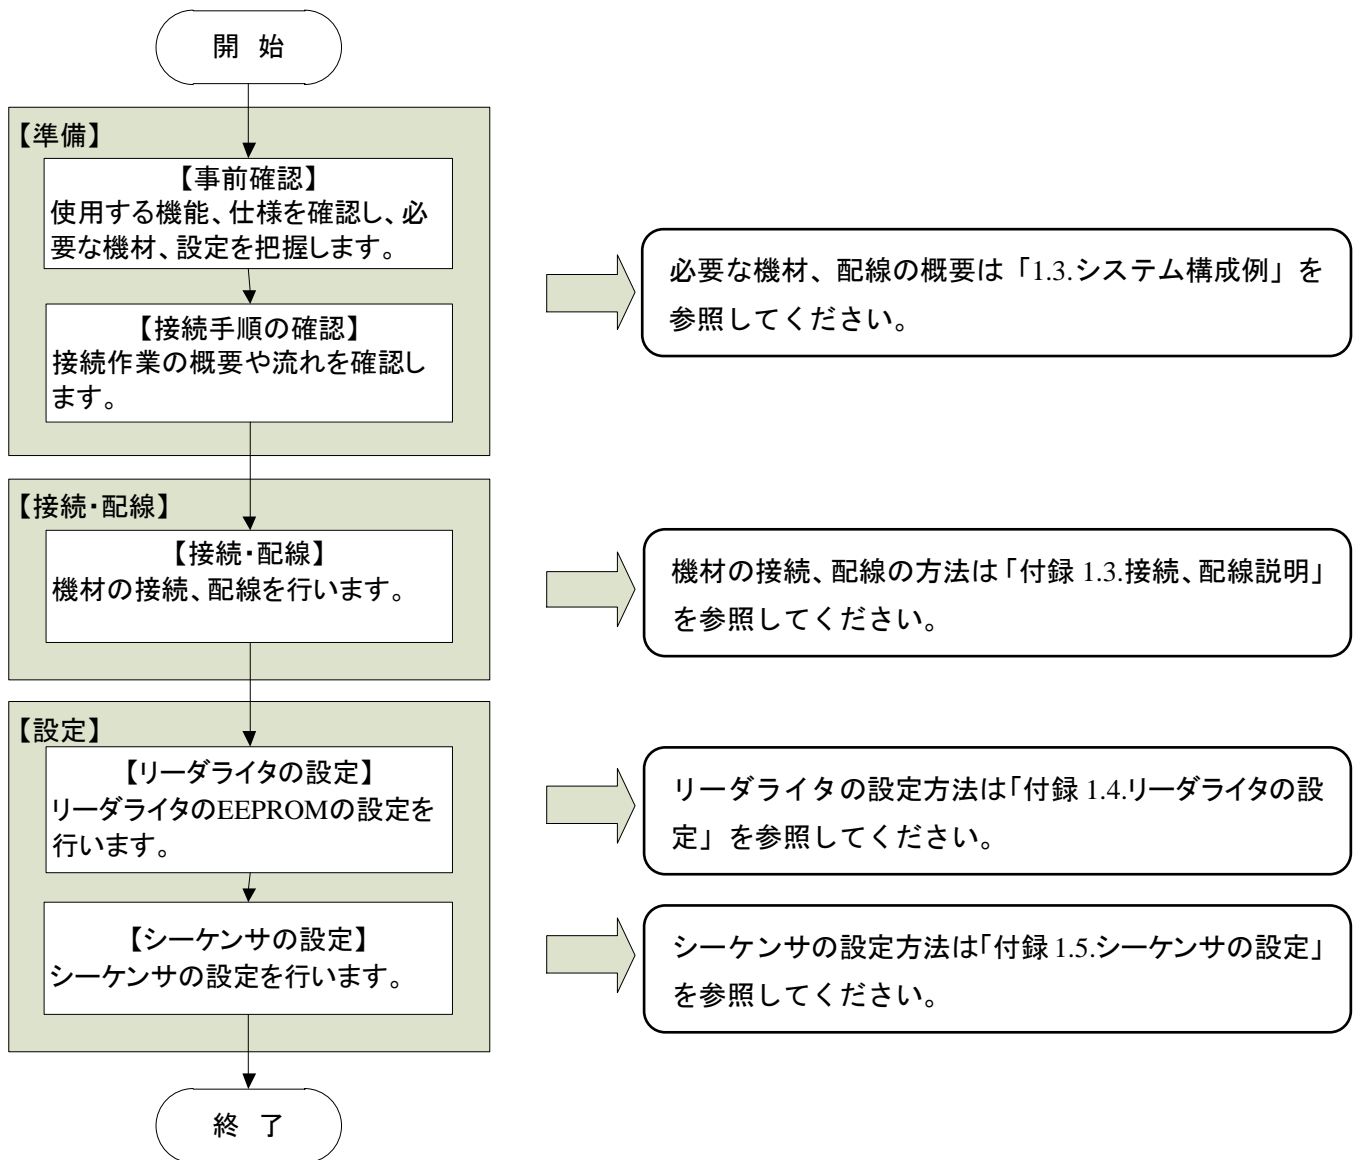 開 始
【準備】
【事前確認】
使用する機能、仕様を確認し、必
要な機材、設定を把握します。
【接続手順の確認】
接続作業の概要や流れを確認し
ます。
必要な機材、配線の概要は「1.3.システム構成例」を
参照してください。
【接続・配線】
【接続・配線】
機材の接続、配線を行います。
機材の接続、配線の方法は「付録 1.3.接続、配線説明」
を参照してください。
【設定】
【リーダライタの設定】
リーダライタのEEPROMの設定を
行います。
リーダライタの設定方法は「付録 1.4.リーダライタの設
定」を参照してください。
【シーケンサの設定】
シーケンサの設定を行います。
シーケンサの設定方法は「付録 1.5.シーケンサの設定」
を参照してください。
終 了